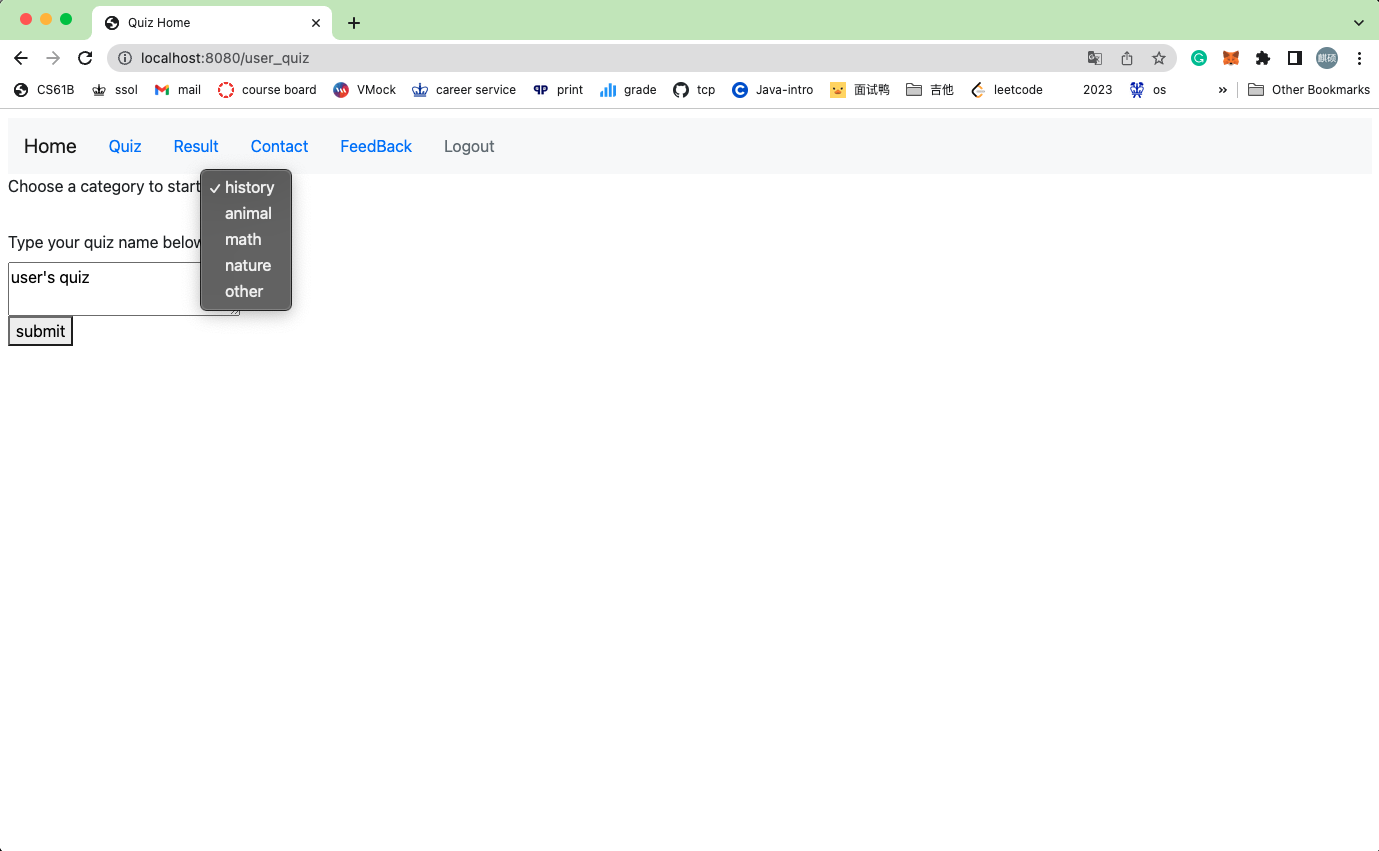 Quiz Home
localhost:8080/user_quiz
麒硕
CS61B ssol mail course board VMock career service print grade tcp Java-intro 面试鸭 吉他 leetcode 2023 os » Other Bookmarks
Home Quiz Result Contact FeedBack Logout
Choose a category to start
history
animal
math
nature
other
Type your quiz name below
user's quiz
submit